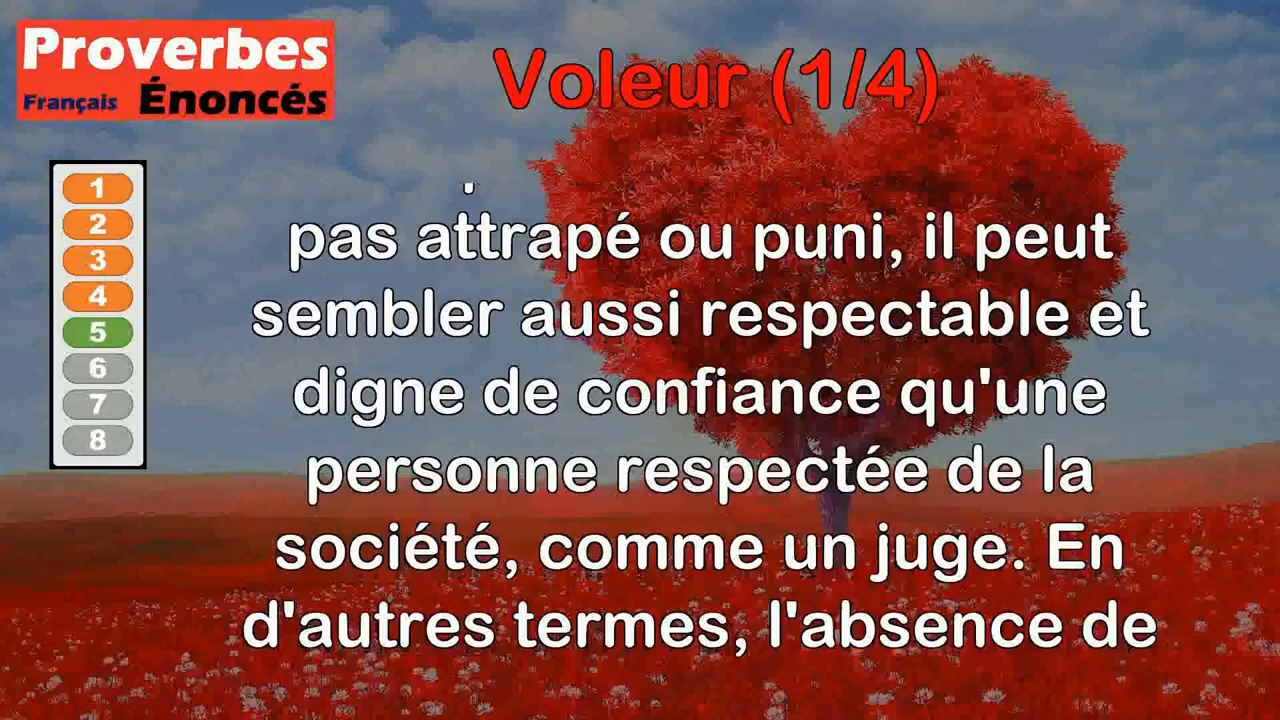 Proverbes
Français Énoncés
Voleur (1/4)
1
2
3
4
5
6
7
8
pas attrapé ou puni, il peut
sembler aussi respectable et
digne de confiance qu'une
personne respectée de la
société, comme un juge. En
d'autres termes, l'absence de